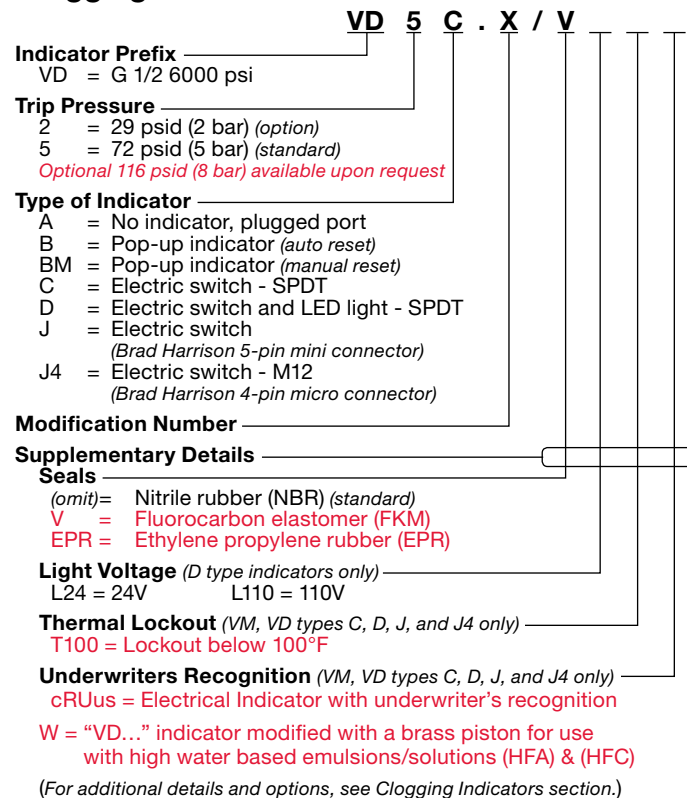 VD 5 C . X / V _ _ _
Indicator Prefix
VD = G 1/2 6000 psi
Trip Pressure
2 = 29 psid (2 bar) (option)
5 = 72 psid (5 bar) (standard)
Optional 116 psid (8 bar) available upon request
Type of Indicator
A = No indicator, plugged port
B = Pop-up indicator (auto reset)
BM = Pop-up indicator (manual reset)
C = Electric switch - SPDT
D = Electric switch and LED light - SPDT
J = Electric switch
(Brad Harrison 5-pin mini connector)
J4 = Electric switch - M12
(Brad Harrison 4-pin micro connector)
Modification Number
Supplementary Details
Seals
(omit)= Nitrile rubber (NBR) (standard)
V = Fluorocarbon elastomer (FKM)
EPR = Ethylene propylene rubber (EPR)
Light Voltage (D type indicators only)
L24 = 24V L110 = 110V
Thermal Lockout (VM, VD types C, D, J, and J4 only)
T100 = Lockout below 100°F
Underwriters Recognition (VM, VD types C, D, J, and J4 only)
cRUus = Electrical Indicator with underwriter's recognition
W = “VD…” indicator modified with a brass piston for use
with high water based emulsions/solutions (HFA) & (HFC)
(For additional details and options, see Clogging Indicators section.)